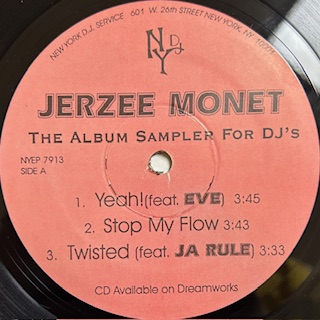 NEW YORK D.J. SERVICE 601 W. 26th STREET NEW YORK, NY 10001
NY DJ
JERZEE MONET
THE ALBUM SAMPLER FOR DJ'S
NYEP 7913
SIDE A
1. Yeah!(feat. EVE) 3:45
2. Stop My Flow 3:43
3. Twisted (feat. JA RULE) 3:33
CD Available on Dreamworks